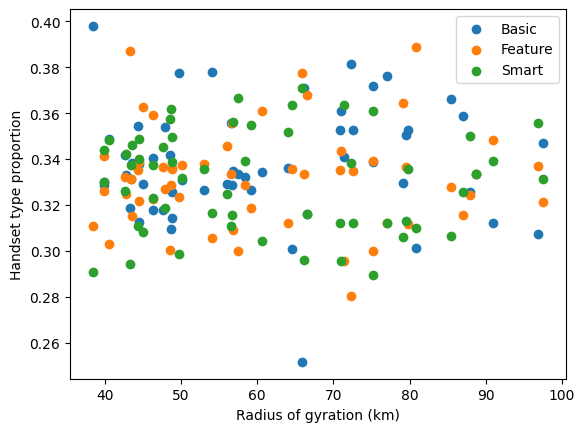 0.40
0.38
0.36
0.34
0.32
0.30
0.28
0.26
Handset type proportion
Basic
Feature
Smart
40 50 60 70 80 90 100
Radius of gyration (km)